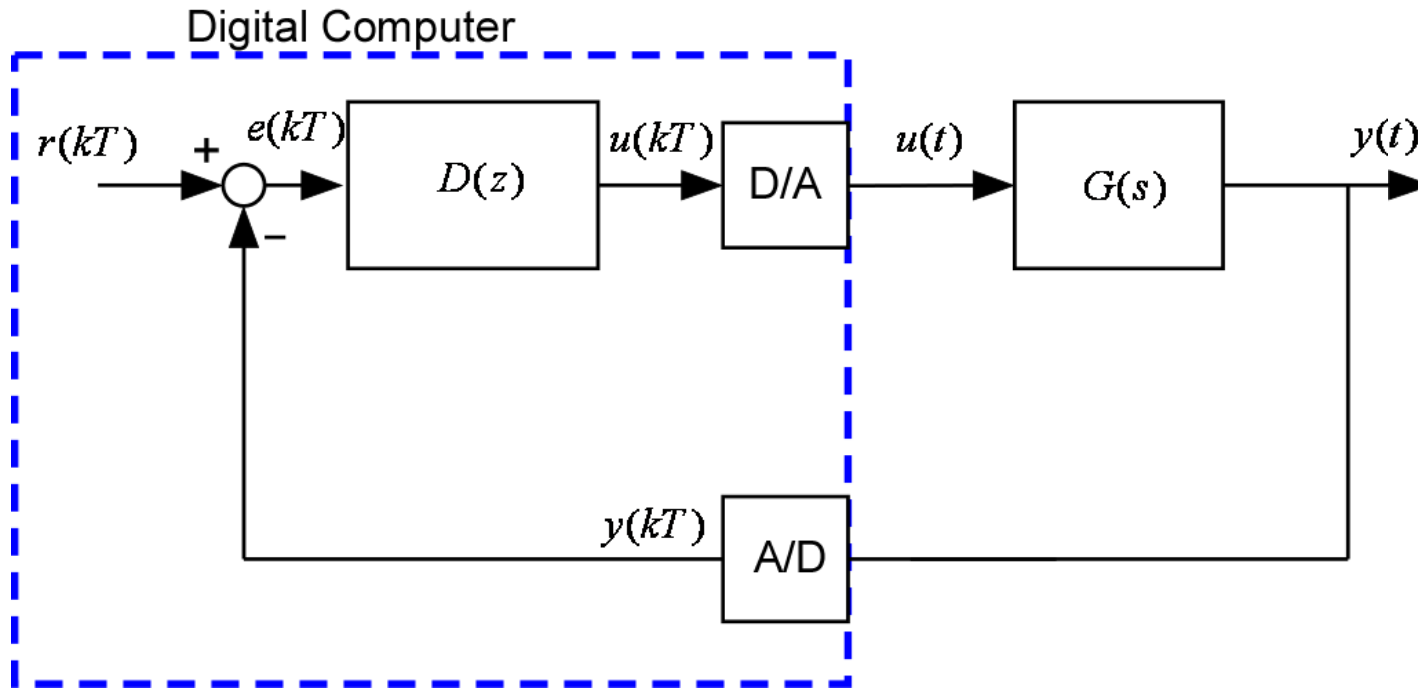 Digital Computer
r(kT)
+
e(kT)
D(z)
u(kT)
D/A
u(t)
G(s)
y(t)
−
y(kT)
A/D